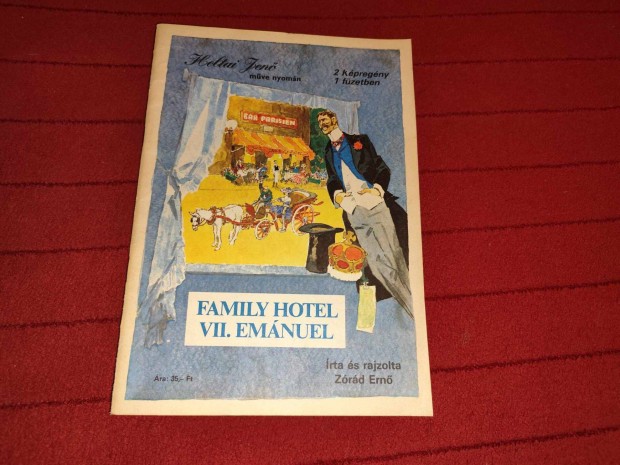 Heltai Jenő
műve nyomán
2 Képregény
1 füzetben
BAR PARISIEN
FAMILY HOTEL
VII. EMÁNUEL
Írta és rajzolta
Zórád Ernő
Ára: 35,- Ft